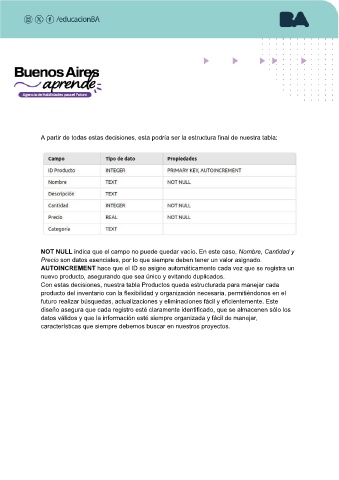 /educacionBA
BA
Buenos Aires
aprende
Agencia de Habilidades para el Futuro
A partir de todas estas decisiones, esta podría ser la estructura final de nuestra tabla:
Campo Tipo de dato Propiedades
ID Producto INTEGER PRIMARY KEY, AUTOINCREMENT
Nombre TEXT NOT NULL
Descripción TEXT
Cantidad INTEGER NOT NULL
Precio REAL NOT NULL
Categoría TEXT
NOT NULL indica que el campo no puede quedar vacío. En este caso, Nombre, Cantidad y
Precio son datos esenciales, por lo que siempre deben tener un valor asignado.
AUTOINCREMENT hace que el ID se asigne automáticamente cada vez que se registra un
nuevo producto, asegurando que sea único y evitando duplicados.
Con estas decisiones, nuestra tabla Productos queda estructurada para manejar cada
producto del inventario con la flexibilidad y organización necesaria, permitiéndonos en el
futuro realizar búsquedas, actualizaciones y eliminaciones fácil y eficientemente. Este
diseño asegura que cada registro esté claramente identificado, que se almacenen sólo los
datos válidos y que la información esté siempre organizada y fácil de manejar,
características que siempre debemos buscar en nuestros proyectos.